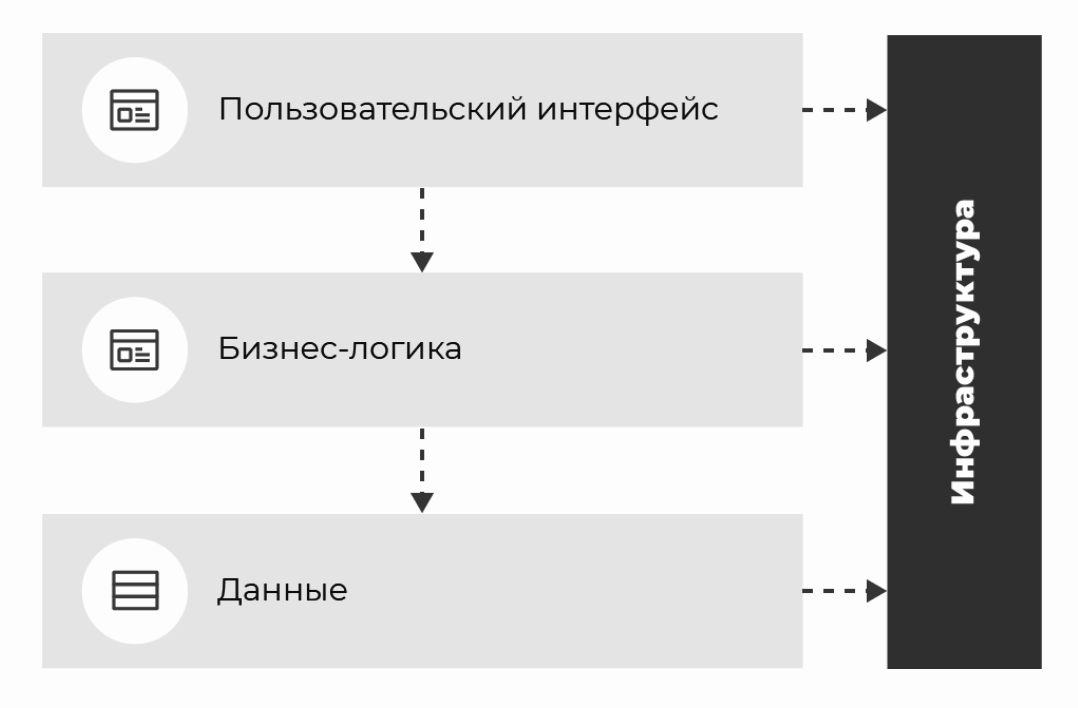 Пользовательский интерфейс
Бизнес-логика
Данные
Инфраструктура